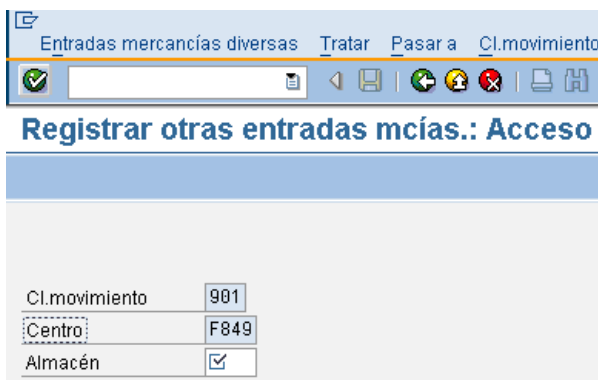 Entradas mercancías diversas Tratar Pasar a Cl.movimiento
Registrar otras entradas mcías.: Acceso
Cl.movimiento 901
Centro F849
Almacén